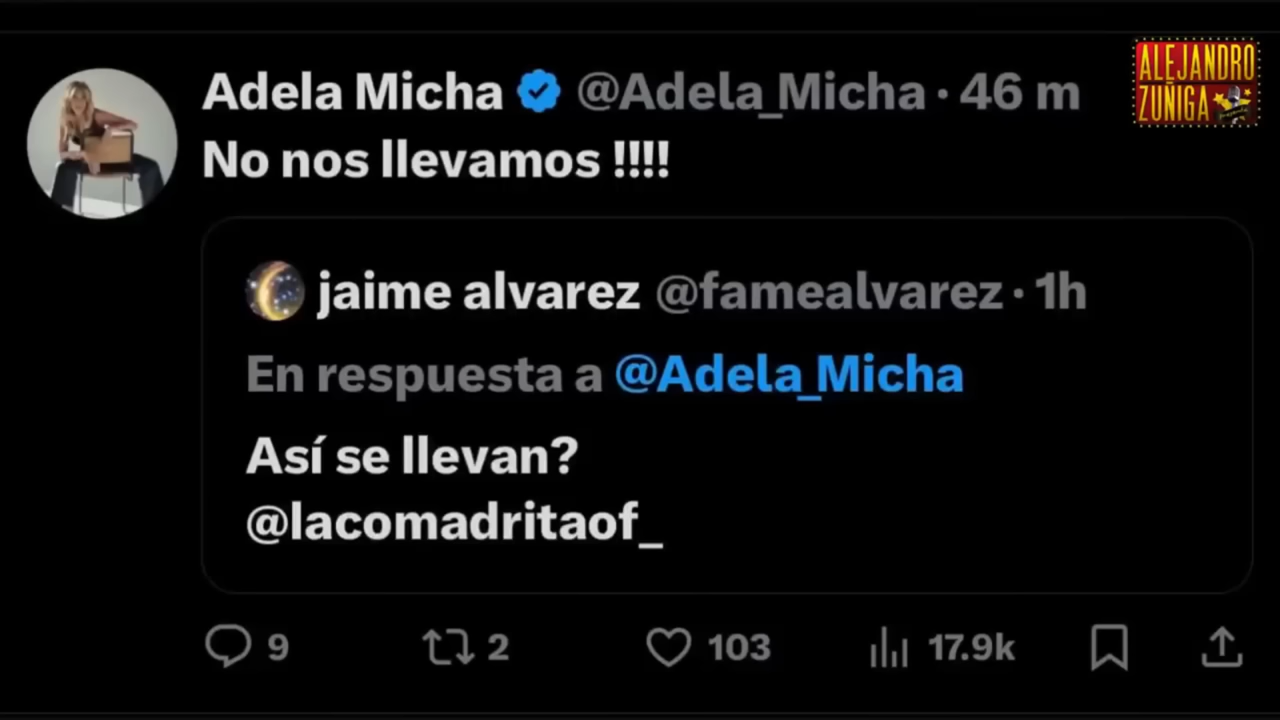 ALEJANDRO
ZUÑIGA
Adela Micha @Adela_Micha · 46 m
No nos llevamos !!!!
jaime alvarez @famealvarez · 1h
En respuesta a @Adela_Micha
Así se llevan?
@lacomadritaof_
9 2 103 17.9k